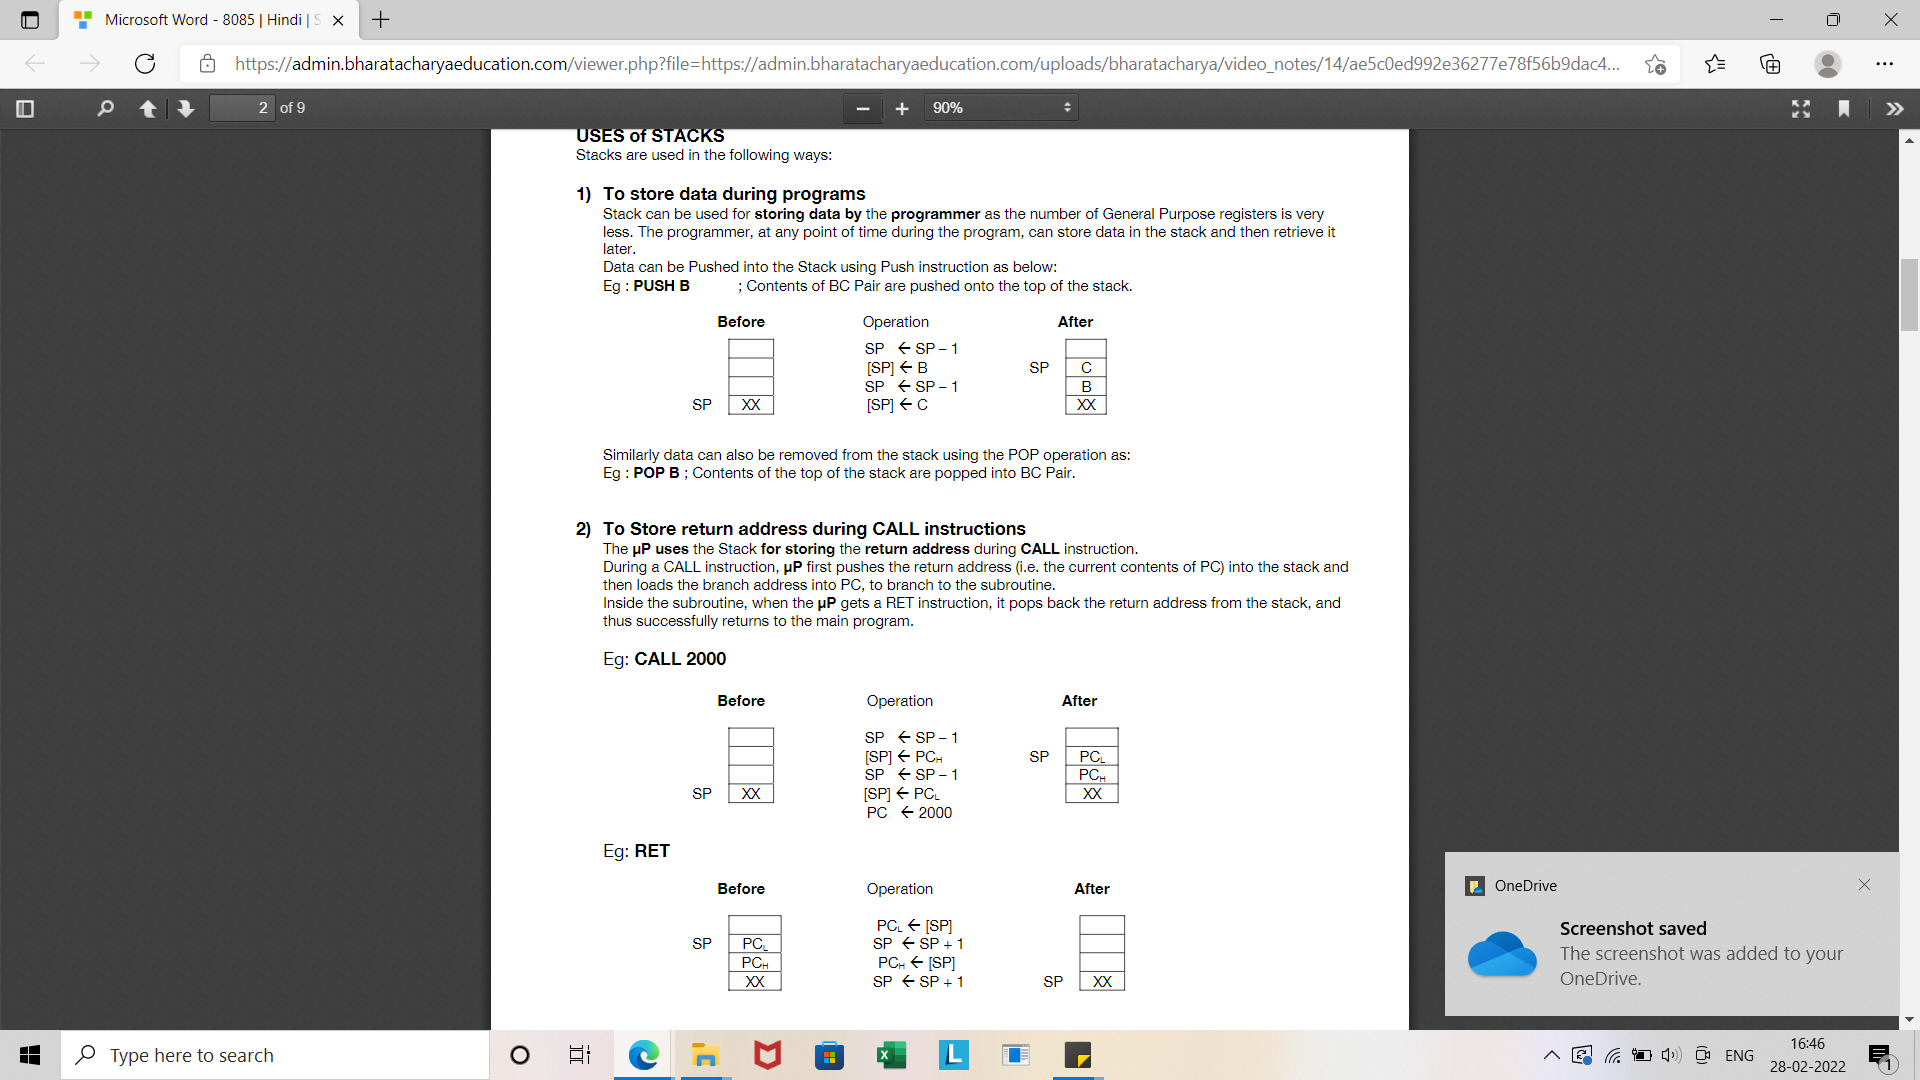 Microsoft Word - 8085 | Hindi | S
https://admin.bharatacharyaeducation.com/viewer.php?file=https://admin.bharatacharyaeducation.com/uploads/bharatacharya/video_notes/14/ae5c0ed992e36277e78f56b9dac4...
2 of 9
90%
USES of STACKS
Stacks are used in the following ways:
1) To store data during programs
Stack can be used for storing data by the programmer as the number of General Purpose registers is very
less. The programmer, at any point of time during the program, can store data in the stack and then retrieve it
later.
Data can be Pushed into the Stack using Push instruction as below:
Eg : PUSH B ; Contents of BC Pair are pushed onto the top of the stack.
Before Operation After
SP ← SP – 1
[SP] ← B SP C
SP ← SP – 1 B
SP XX [SP] ← C XX
Similarly data can also be removed from the stack using the POP operation as:
Eg : POP B ; Contents of the top of the stack are popped into BC Pair.
2) To Store return address during CALL instructions
The µP uses the Stack for storing the return address during CALL instruction.
During a CALL instruction, µP first pushes the return address (i.e. the current contents of PC) into the stack and
then loads the branch address into PC, to branch to the subroutine.
Inside the subroutine, when the µP gets a RET instruction, it pops back the return address from the stack, and
thus successfully returns to the main program.
Eg: CALL 2000
Before Operation After
SP ← SP – 1
[SP] ← PCH SP PCL
SP ← SP – 1 PCH
SP XX [SP] ← PCL XX
PC ← 2000
Eg: RET
Before Operation After
PCL ← [SP]
SP PCL SP ← SP + 1
PCH PCH ← [SP]
XX SP ← SP + 1 SP XX
OneDrive
Screenshot saved
The screenshot was added to your
OneDrive.
Type here to search
L
ENG
16:46
28-02-2022
1